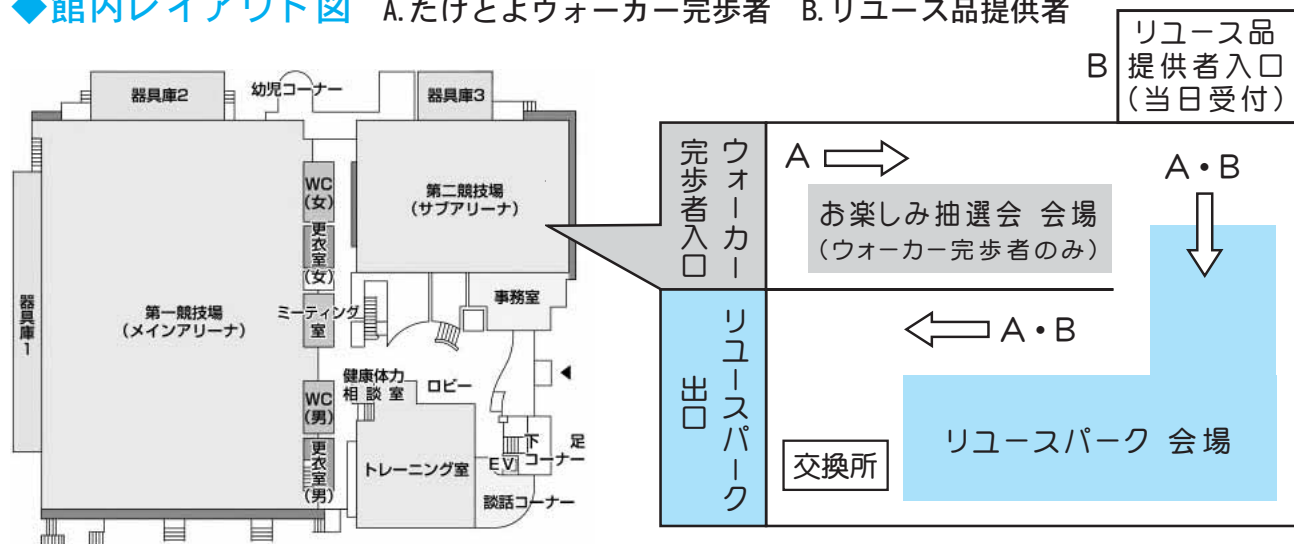 ◆館内レイアウト図 A.たけとよウォーカー完歩者 B.リユース品提供者
器具庫2
幼児コーナー
器具庫3
WC
(女)
第二競技場
(サブアリーナ)
更衣室(女)
器具庫1
第一競技場
(メインアリーナ)
ミーティング
室
事務室
健康体力
相談室
ロビー
WC
(男)
更衣室(男)
トレーニング室
下足
コーナー
EV
談話コーナー
B
リユース品
提供者入口
(当日受付)
ウォーカー
完歩者入口
A
A・B
お楽しみ抽選会 会場
(ウォーカー完歩者のみ)
A・B
リユースパーク
出口
リユースパーク 会場
交換所